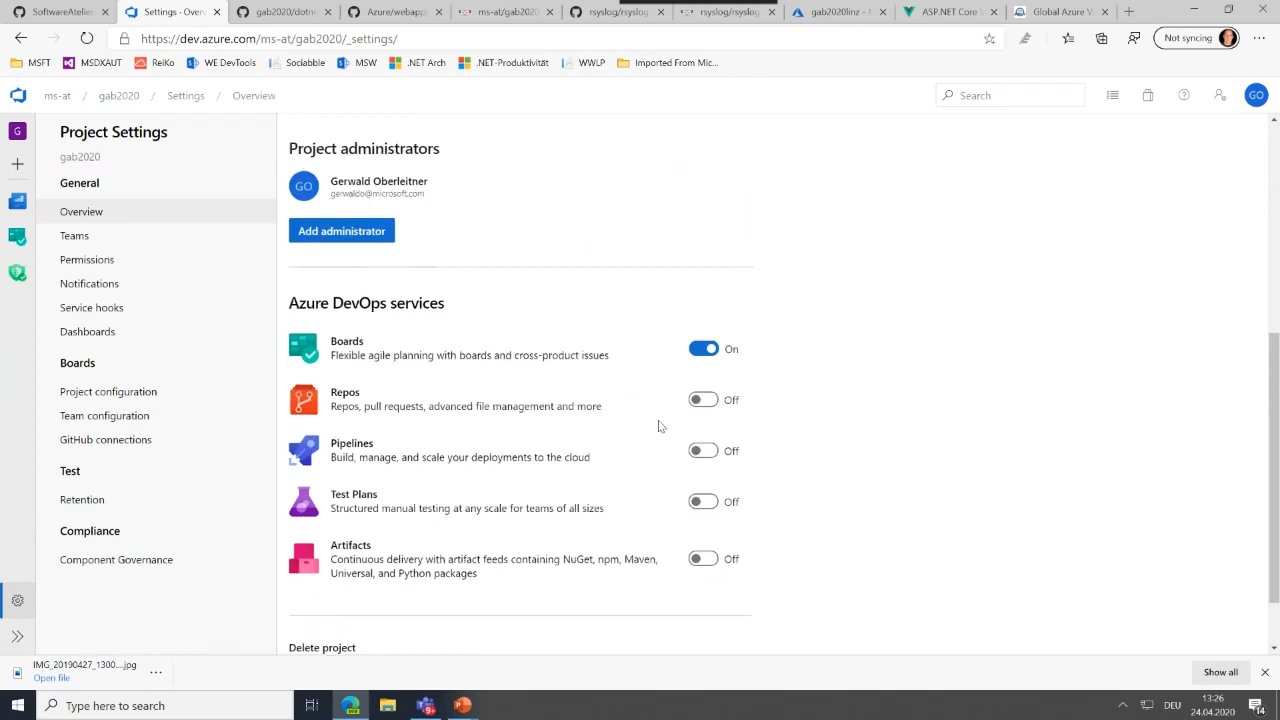 SoftwareAtelier
Settings · Over
gab2020/dotne
Azure/webapp
ms-at/gab2020
rsyslog/rsyslog
rsyslog/rsyslog
gab2020linz - M
ASP.NET Core V
Global Azure Vi
https://dev.azure.com/ms-at/gab2020/_settings/
Not syncing
MSFT
MSDXAUT
ReiKo
WE DevTools
Sociabble
MSW
.NET Arch
.NET-Produktivität
WWLP
Imported From Mic...
ms-at / gab2020 / Settings / Overview
Search
GO
G
Project Settings
gab2020
General
Overview
Teams
Permissions
Notifications
Service hooks
Dashboards
Boards
Project configuration
Team configuration
GitHub connections
Test
Retention
Compliance
Component Governance
Project administrators
GO
Gerwald Oberleitner
gerwaldo@microsoft.com
Add administrator
Azure DevOps services
Boards
Flexible agile planning with boards and cross-product issues
On
Repos
Repos, pull requests, advanced file management and more
Off
Pipelines
Build, manage, and scale your deployments to the cloud
Off
Test Plans
Structured manual testing at any scale for teams of all sizes
Off
Artifacts
Continuous delivery with artifact feeds containing NuGet, npm, Maven,
Universal, and Python packages
Off
Delete project
IMG_20190427_1300....jpg
Open file
Show all
Type here to search
DEU
13:26
24.04.2020
14